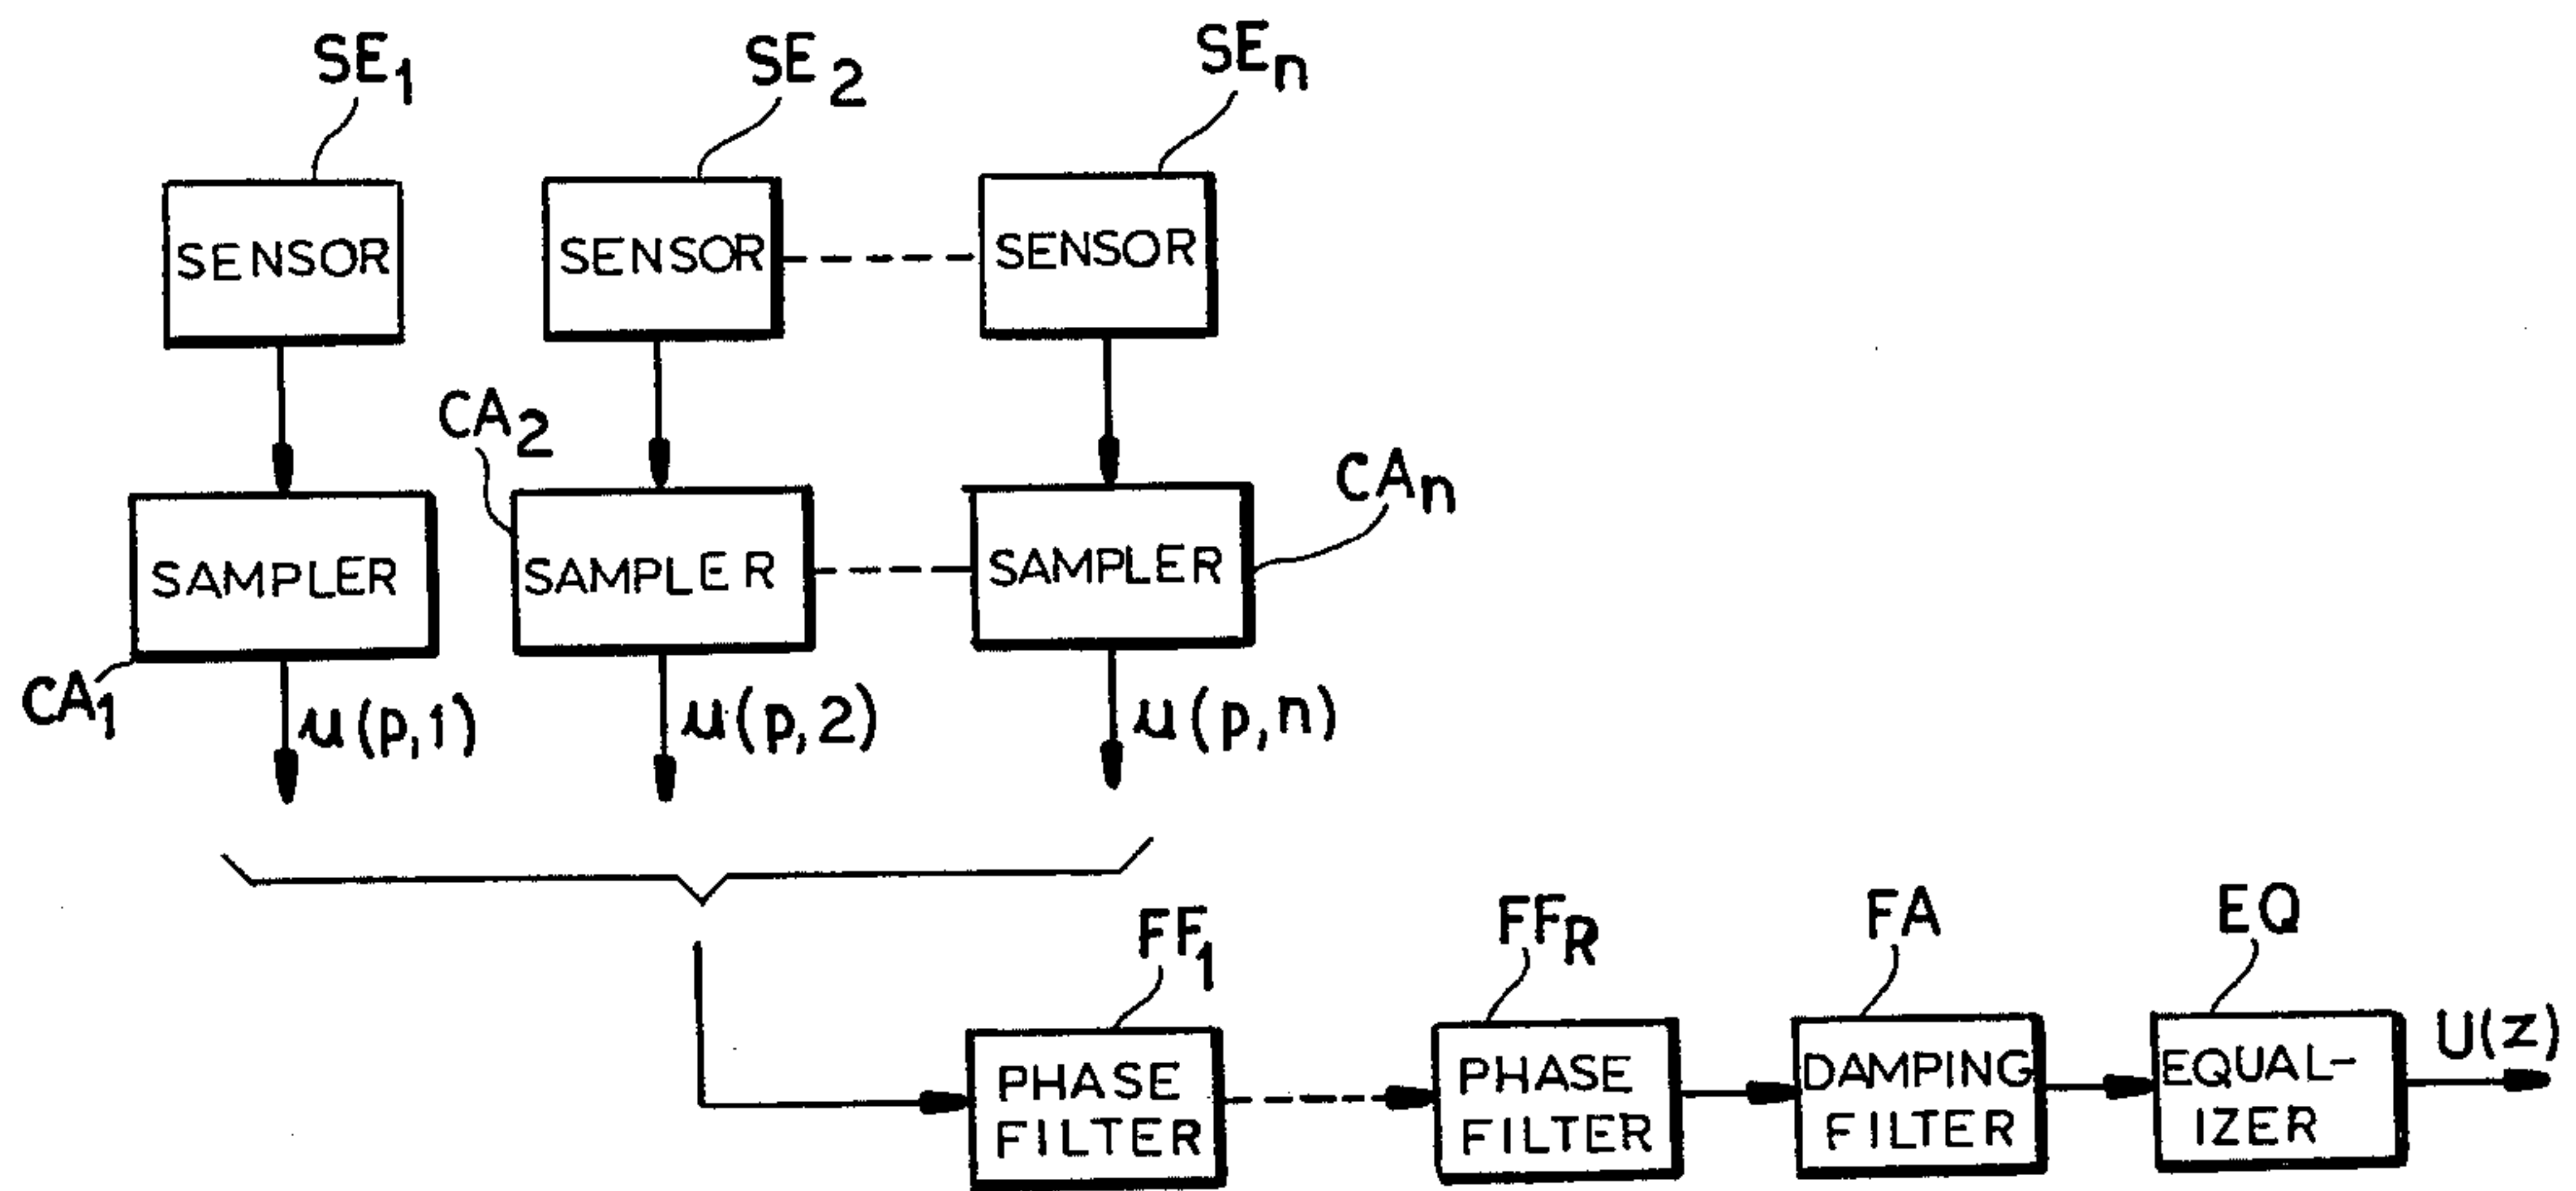 SE1 SE2 SEn
SENSOR SENSOR SENSOR
CA2 CAn
SAMPLER SAMPLER SAMPLER
CA1 u(p,1) u(p,2) u(p,n)
FF1 FFR FA EQ
PHASE FILTER
PHASE FILTER
DAMPING FILTER
EQUAL-
IZER
U(z)